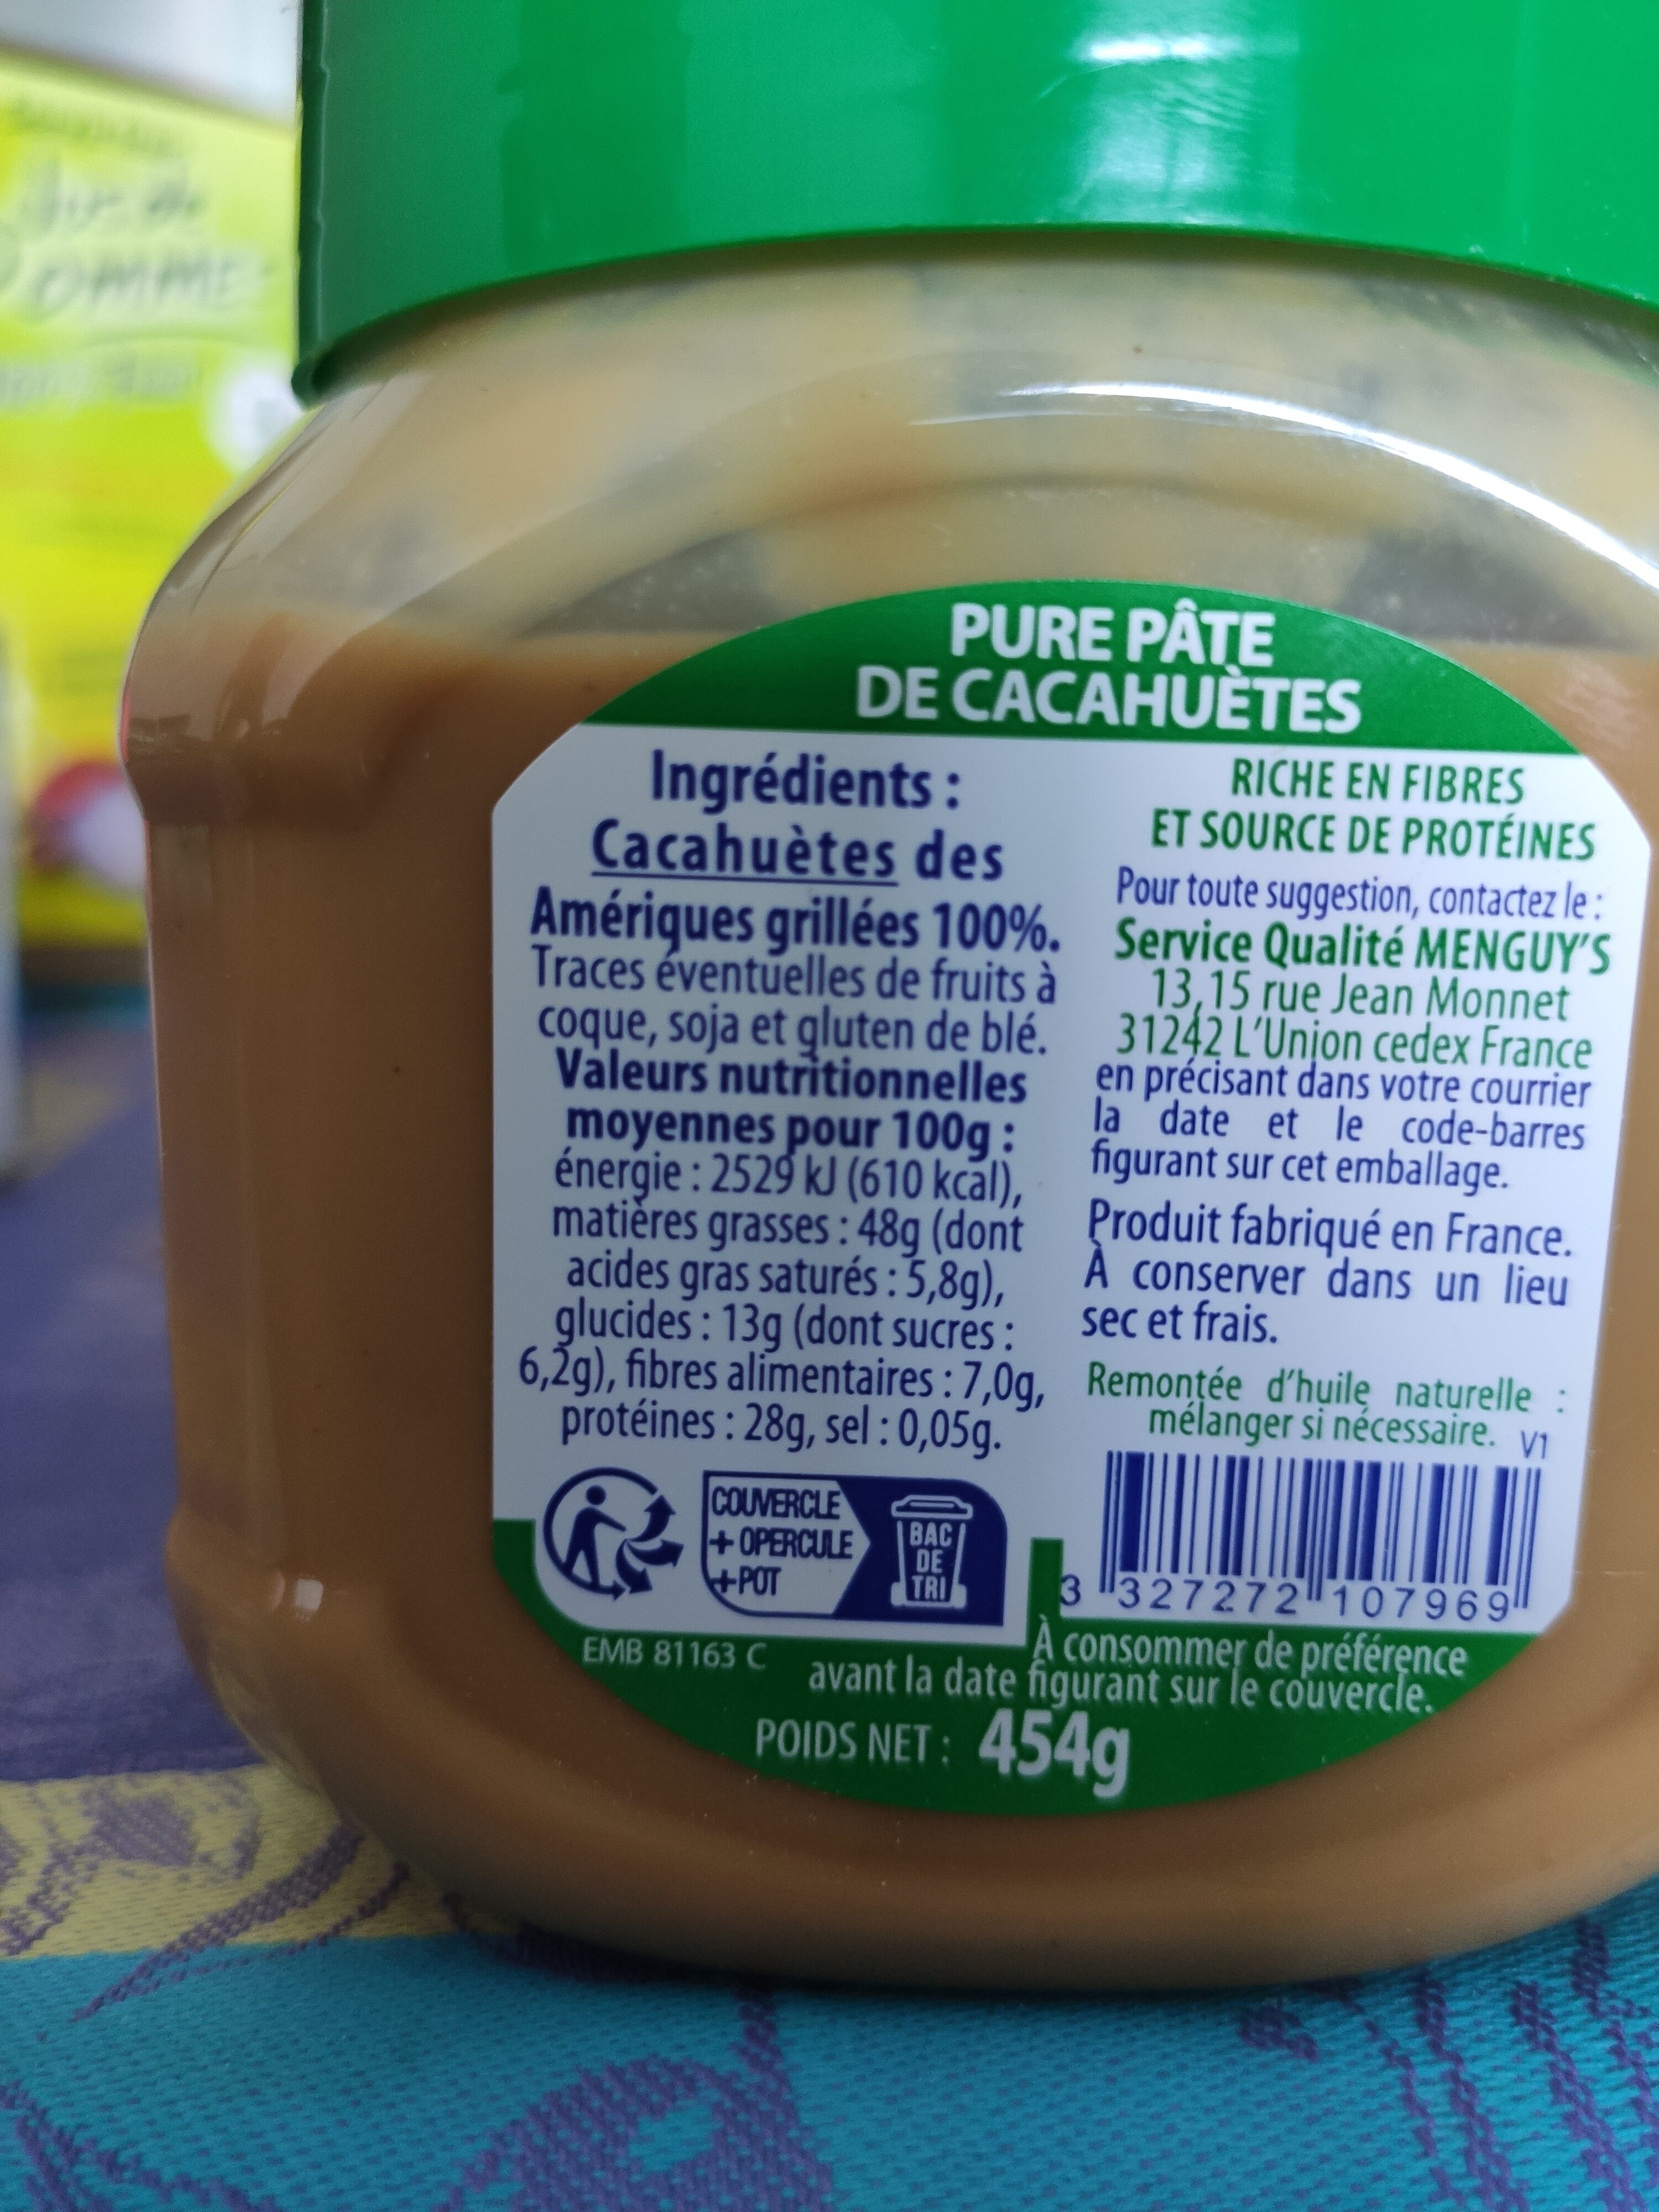 PURE PÂTE
DE CACAHUÈTES
Ingrédients :
Cacahuètes des
Amériques grillées 100%.
Traces éventuelles de fruits à
coque, soja et gluten de blé.
Valeurs nutritionnelles
moyennes pour 100g :
énergie : 2529 kJ (610 kcal),
matières grasses : 48g (dont
acides gras saturés : 5,8g),
glucides : 13g (dont sucres :
6,2g), fibres alimentaires : 7,0g,
protéines : 28g, sel : 0,05g.
COUVERCLE
+ OPERCULE
+POT
BAC
DE
TRI
EMB 81163 C
RICHE EN FIBRES
ET SOURCE DE PROTÉINES
Pour toute suggestion, contactez le :
Service Qualité MENGUY'S
13,15 rue Jean Monnet
31242 L'Union cedex France
en précisant dans votre courrier
la date et le code-barres
figurant sur cet emballage.
Produit fabriqué en France.
À conserver dans un lieu
sec et frais.
Remontée d'huile naturelle :
mélanger si nécessaire.
V1
3 327272 107969
À consommer de préférence
avant la date figurant sur le couvercle.
POIDS NET : 454g
OMME